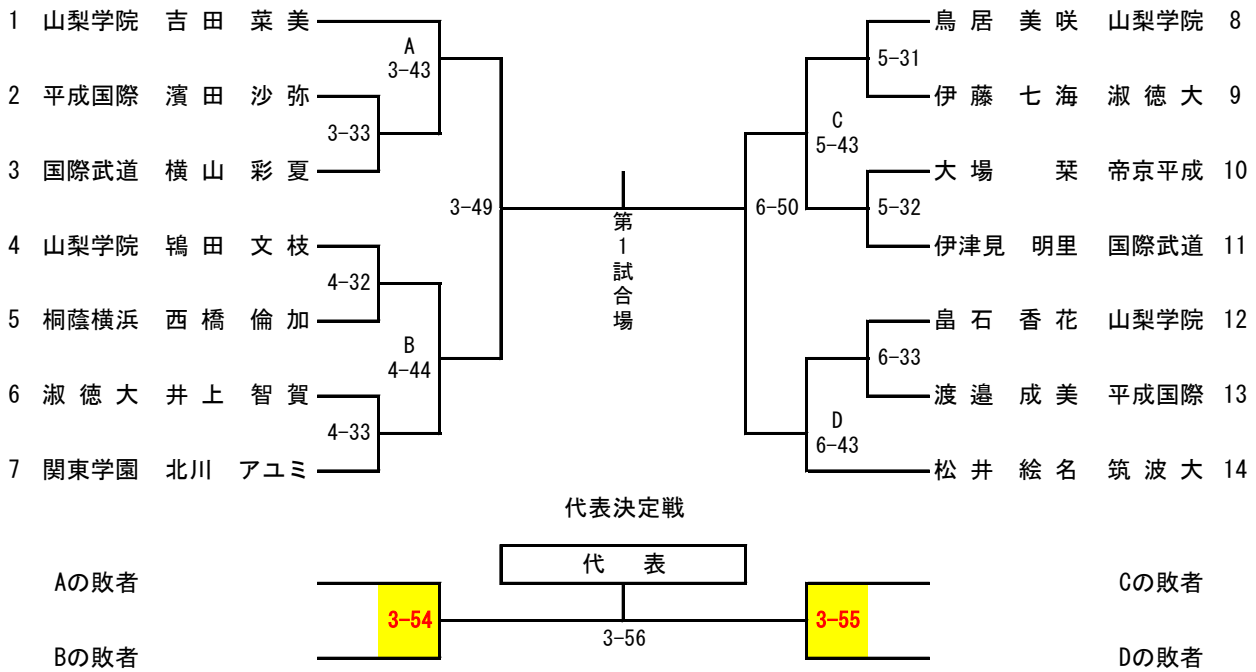 1 山梨学院 吉田 菜美
A
3-43
2 平成国際 濱田 沙弥
3-33
3 国際武道 横山 彩夏
3-49
4 山梨学院 鴇田 文枝
4-32
5 桐蔭横浜 西橋 倫加
B
4-44
6 淑徳大 井上 智賀
4-33
7 関東学園 北川 アユミ
第1試合場
鳥居 美咲 山梨学院 8
5-31
伊藤 七海 淑徳大 9
C
5-43
大場 栞 帝京平成 10
6-50
5-32
伊津見 明里 国際武道 11
畠石 香花 山梨学院 12
6-33
渡邉 成美 平成国際 13
D
6-43
松井 絵名 筑波大 14
代表決定戦
代 表
Aの敗者
3-54
Bの敗者
3-56
Cの敗者
3-55
Dの敗者